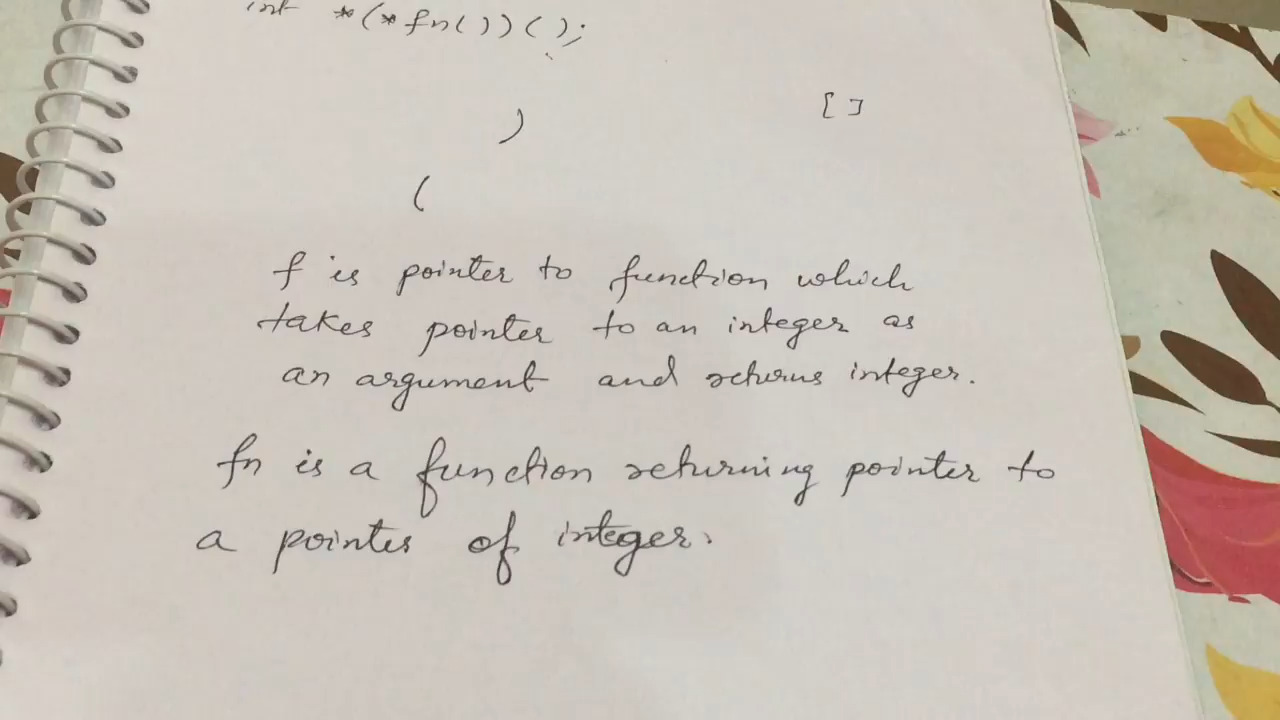 int *(*fn())();
[]
)
(
f is pointer to function which
takes pointer to an integer as
an argument and returns integer.
fn is a function returning pointer to
a pointer of integer.